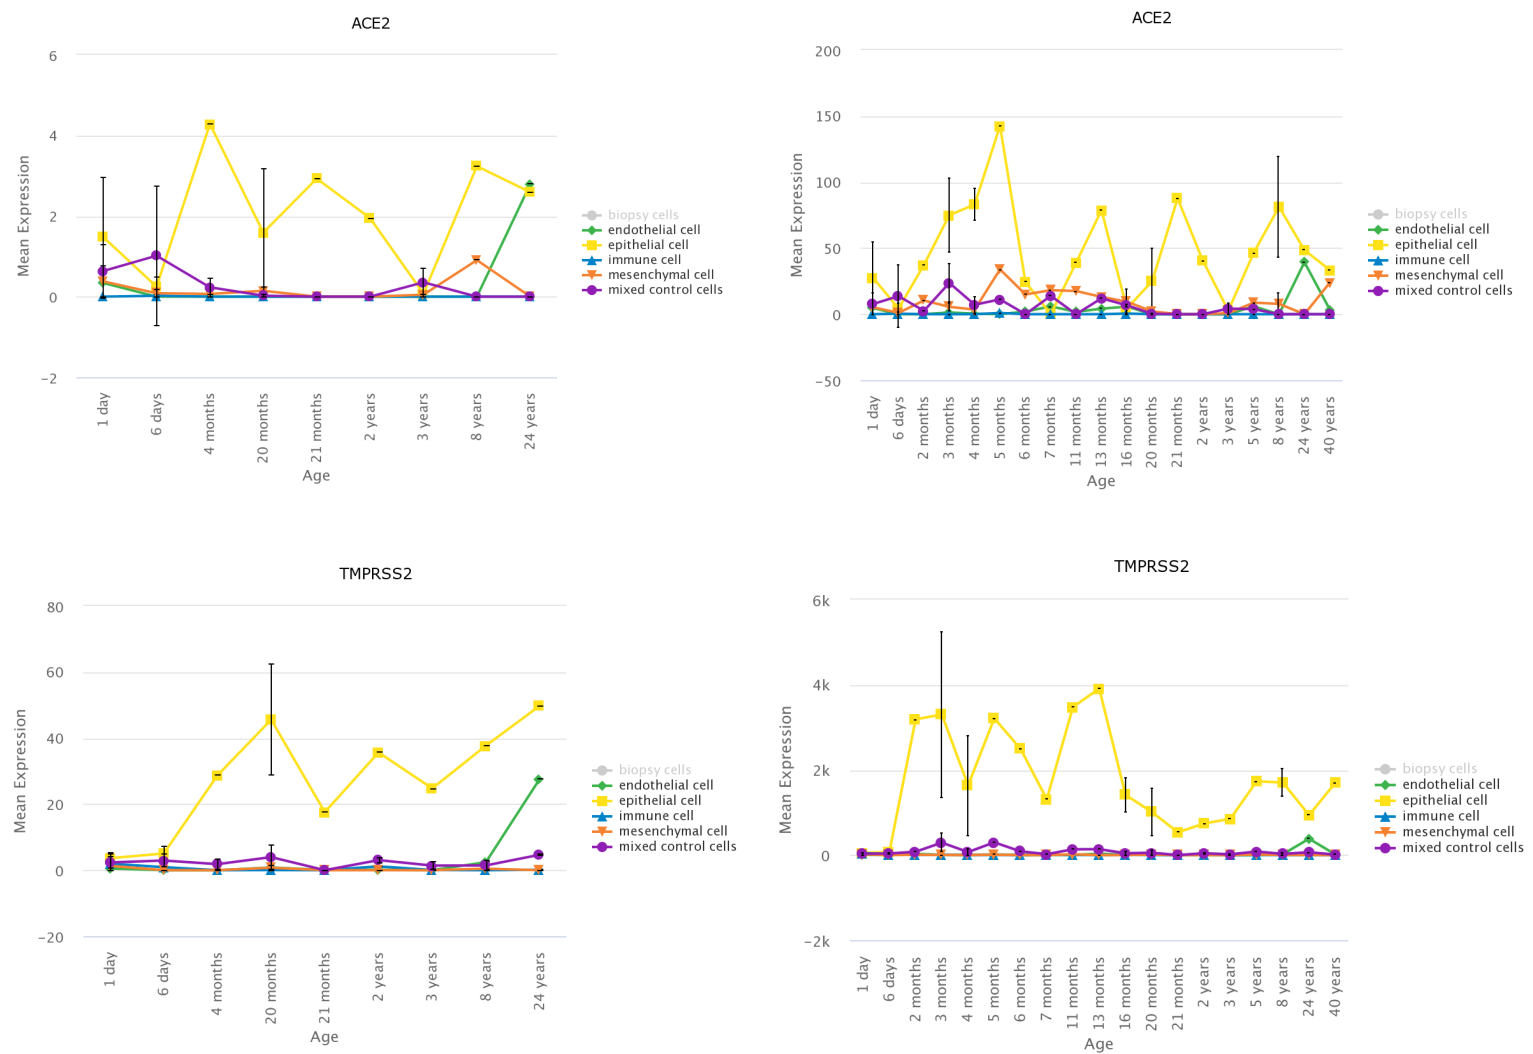 ACE2
6
4
2
0
−2
Mean Expression
1 day
6 days
4 months
20 months
21 months
2 years
3 years
8 years
24 years
Age
biopsy cells
endothelial cell
epithelial cell
immune cell
mesenchymal cell
mixed control cells
ACE2
200
150
100
50
0
−50
Mean Expression
1 day
6 days
2 months
3 months
4 months
5 months
6 months
7 months
11 months
13 months
16 months
20 months
21 months
2 years
3 years
5 years
8 years
24 years
40 years
Age
biopsy cells
endothelial cell
epithelial cell
immune cell
mesenchymal cell
mixed control cells
TMPRSS2
80
60
40
20
0
−20
Mean Expression
1 day
6 days
4 months
20 months
21 months
2 years
3 years
8 years
24 years
Age
biopsy cells
endothelial cell
epithelial cell
immune cell
mesenchymal cell
mixed control cells
TMPRSS2
6k
4k
2k
0
−2k
Mean Expression
1 day
6 days
2 months
3 months
4 months
5 months
6 months
7 months
11 months
13 months
16 months
20 months
21 months
2 years
3 years
5 years
8 years
24 years
40 years
Age
biopsy cells
endothelial cell
epithelial cell
immune cell
mesenchymal cell
mixed control cells